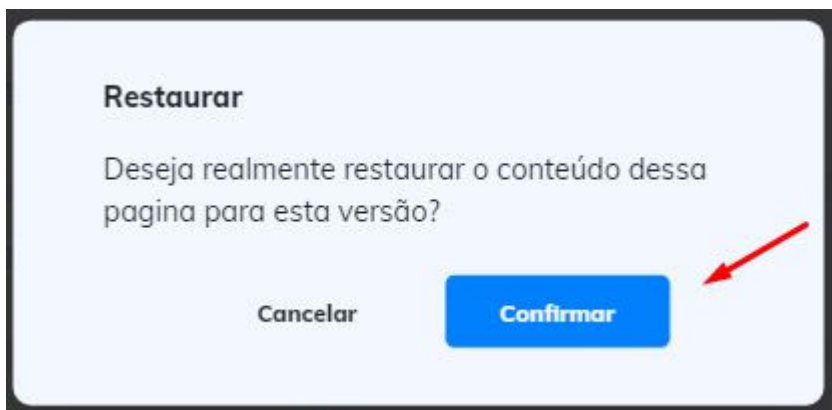 Restaurar
Deseja realmente restaurar o conteúdo dessa
pagina para esta versão?
Cancelar
Confirmar